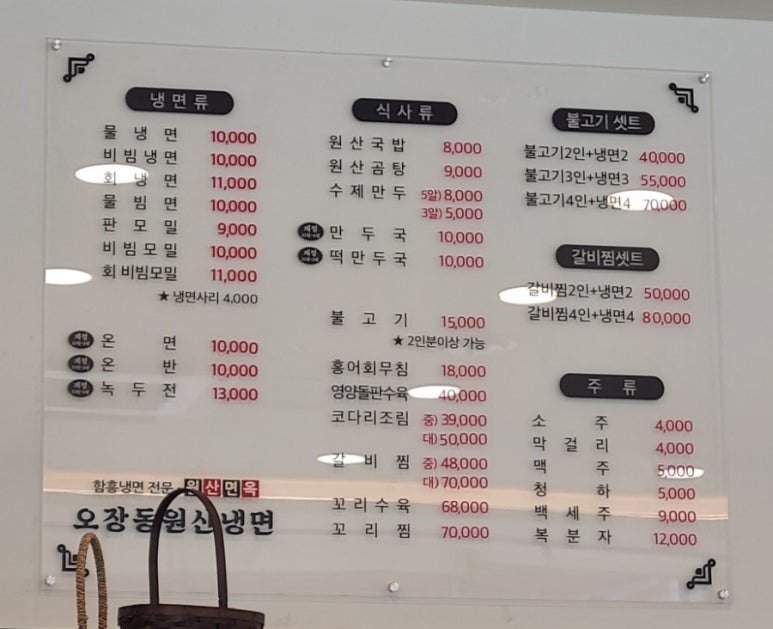 냉면류
물냉면 10,000
비빔냉면 10,000
회냉면 11,000
물빔면 10,000
판모밀 9,000
비빔모밀 10,000
회비빔모밀 11,000
★ 냉면사리 4,000
계절 온면 10,000
계절 온반 10,000
계절 녹두전 13,000
함흥냉면 전문 원산면옥
오장동원산냉면
식사류
원산국밥 8,000
원산곰탕 9,000
수제만두 5알) 8,000
3알) 5,000
계절 만두국 10,000
계절 떡만두국 10,000
불고기 15,000
★ 2인분이상 가능
홍어회무침 18,000
영양돌판수육 40,000
코다리조림 중) 39,000
대) 50,000
갈비찜 중) 48,000
대) 70,000
꼬리수육 68,000
꼬리찜 70,000
불고기 셋트
불고기2인+냉면2 40,000
불고기3인+냉면3 55,000
불고기4인+냉면4 70,000
갈비찜셋트
갈비찜2인+냉면2 50,000
갈비찜4인+냉면4 80,000
주류
소주 4,000
막걸리 4,000
맥주 5,000
청하 5,000
백세주 9,000
복분자 12,000